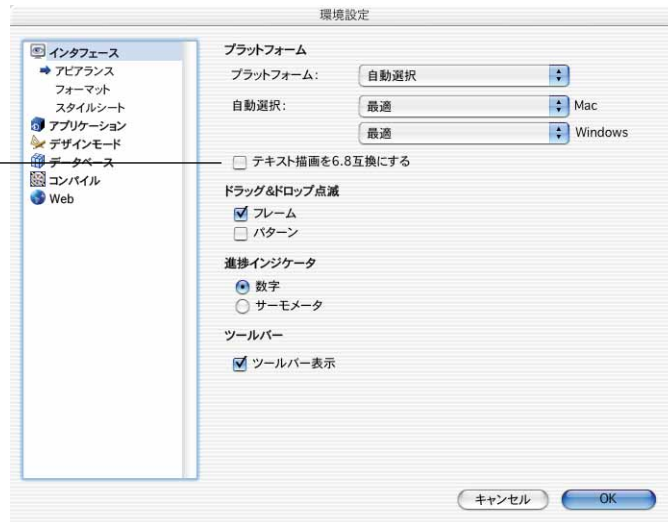 環境設定
インタフェース
アピアランス
フォーマット
スタイルシート
アプリケーション
デザインモード
データベース
コンパイル
Web
プラットフォーム
プラットフォーム: 自動選択
自動選択: 最適 Mac
最適 Windows
テキスト描画を6.8互換にする
ドラッグ&ドロップ点滅
フレーム
パターン
進捗インジケータ
数字
サーモメータ
ツールバー
ツールバー表示
キャンセル OK